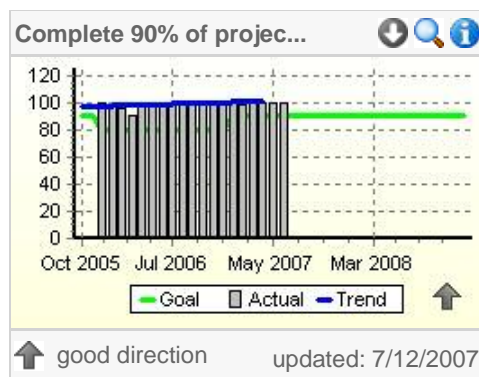 Complete 90% of projec...
120
100
80
60
40
20
0
Oct 2005 Jul 2006 May 2007 Mar 2008
Goal Actual Trend
good direction updated: 7/12/2007